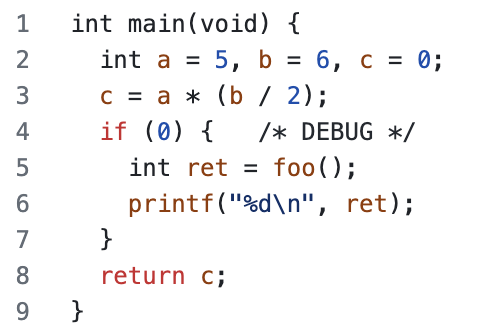 1 int main(void) {
2   int a = 5, b = 6, c = 0;
3   c = a * (b / 2);
4   if (0) {   /* DEBUG */
5     int ret = foo();
6     printf("%d\n", ret);
7   }
8   return c;
9 }